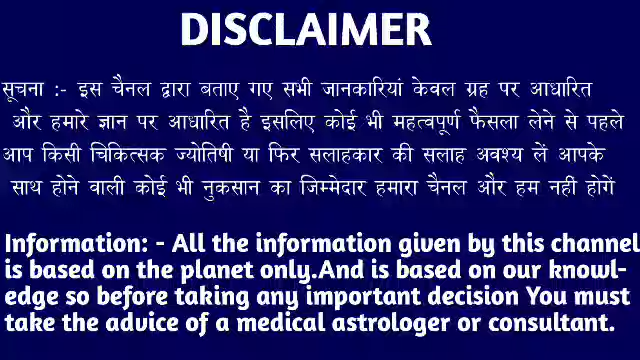 DISCLAIMER
सूचना :- इस चैनल द्वारा बताए गए सभी जानकारियां केवल ग्रह पर आधारित
और हमारे ज्ञान पर आधारित है इसलिए कोई भी महत्वपूर्ण फैसला लेने से पहले
आप किसी चिकित्सक ज्योतिषी या फिर सलाहकार की सलाह अवश्य लें आपके
साथ होने वाली कोई भी नुकसान का जिम्मेदार हमारा चैनल और हम नहीं होगें
Information: - All the information given by this channel
is based on the planet only.And is based on our knowl-
edge so before taking any important decision You must
take the advice of a medical astrologer or consultant.